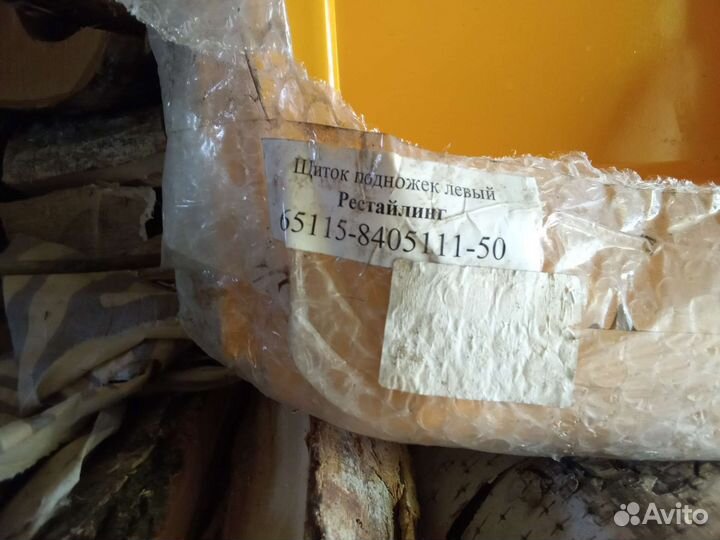 Щиток подножек левый
Рестайлинг
65115-8405111-50
Avito